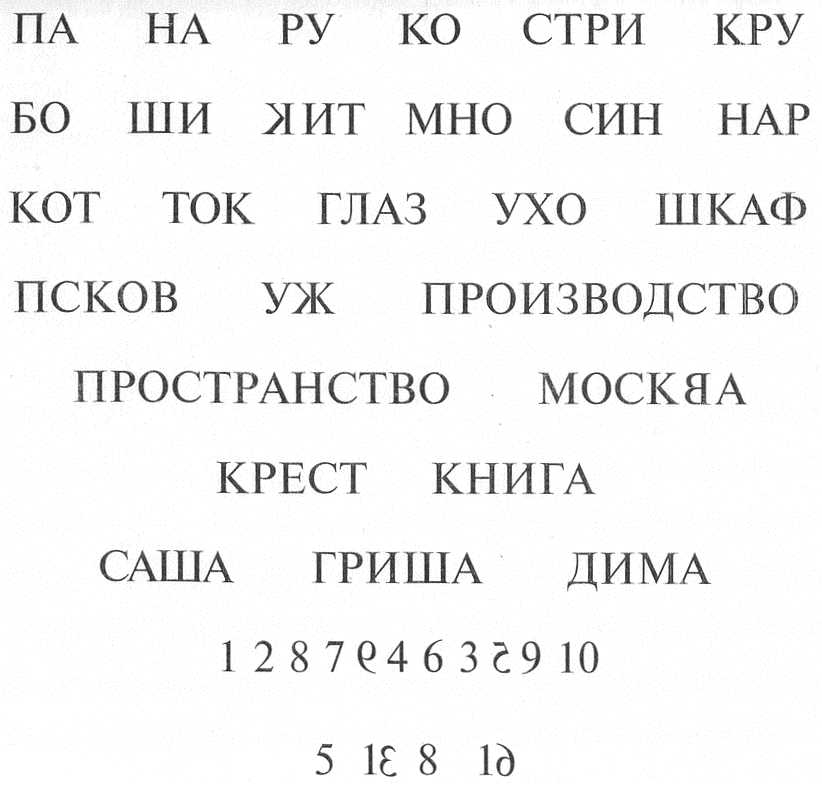 ПА НА РУ КО СТРИ КРУ
БО ШИ ЖИТ МНО СИН НАР
КОТ ТОК ГЛАЗ УХО ШКАФ
ПСКОВ УЖ ПРОИЗВОДСТВО
ПРОСТРАНСТВО МОСКВА
КРЕСТ КНИГА
САША ГРИША ДИМА
1 2 8 7 9 4 6 3 5 9 10
5 13 8 16